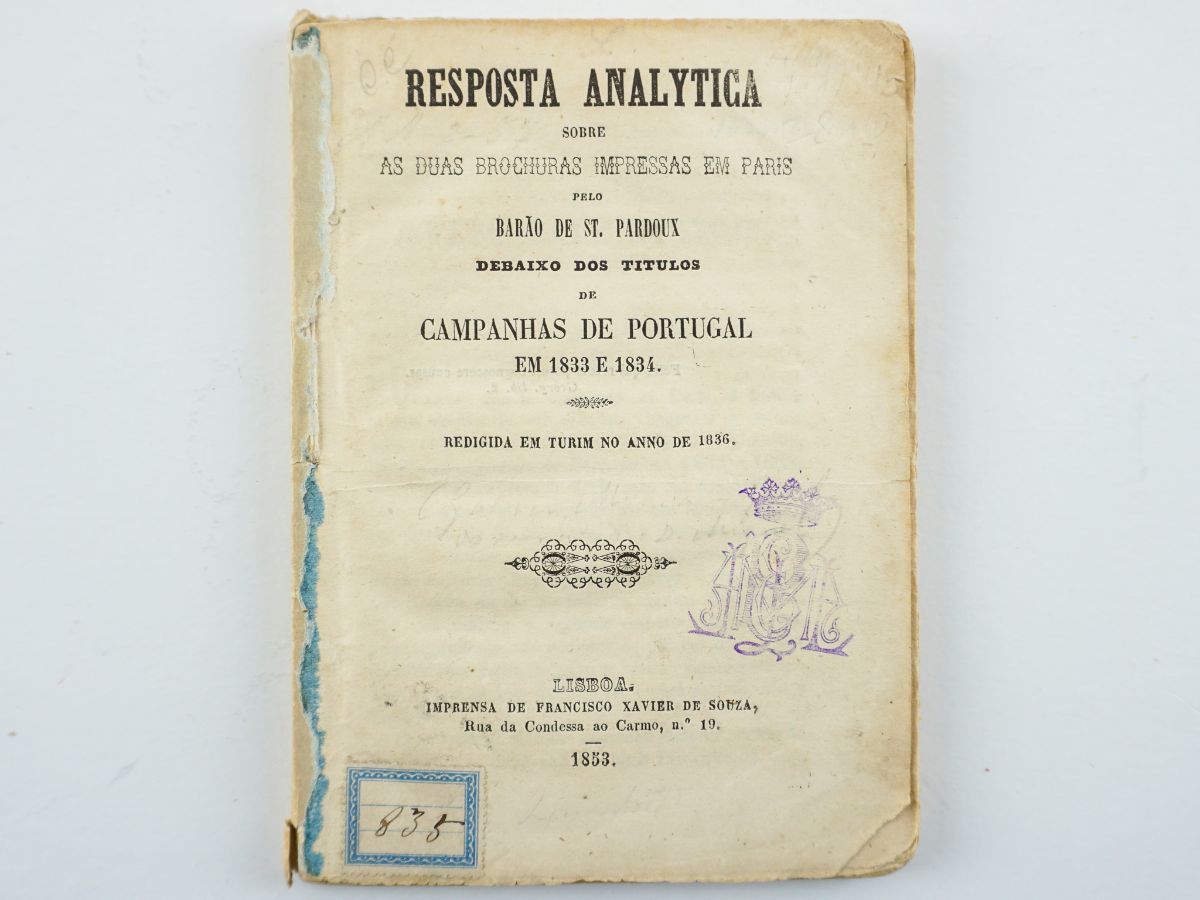 RESPOSTA ANALYTICA
SOBRE
AS DUAS BROCHURAS IMPRESSAS EM PARIS
PELO
BARÃO DE ST. PARDOUX
DEBAIXO DOS TITULOS
DE
CAMPANHAS DE PORTUGAL
EM 1833 E 1834.
REDIGIDA EM TURIM NO ANNO DE 1836.
LISBOA.
IMPRENSA DE FRANCISCO XAVIER DE SOUZA,
Rua da Condessa ao Carmo, n.º 19.
1853.
835